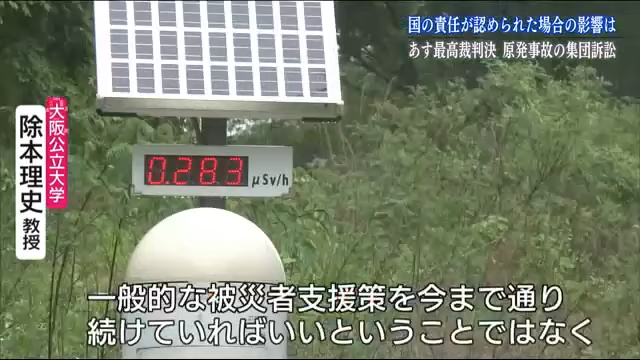 国の責任が認められた場合の影響は
あす最高裁判決 原発事故の集団訴訟
大阪公立大学
除本理史 教授
0.283 μSv/h
一般的な被災者支援策を今まで通り
続けていればいいということではなく